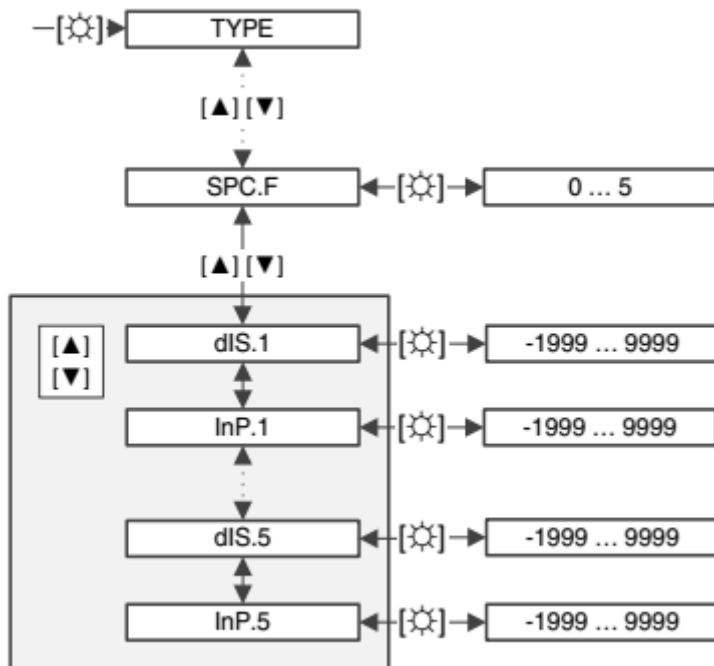 [☼] TYPE
[▲] [▼]
SPC.F [☼] 0 ... 5
[▲] [▼]
[▲]
[▼]
dIS.1 [☼] -1999 ... 9999
InP.1 [☼] -1999 ... 9999
dIS.5 [☼] -1999 ... 9999
InP.5 [☼] -1999 ... 9999